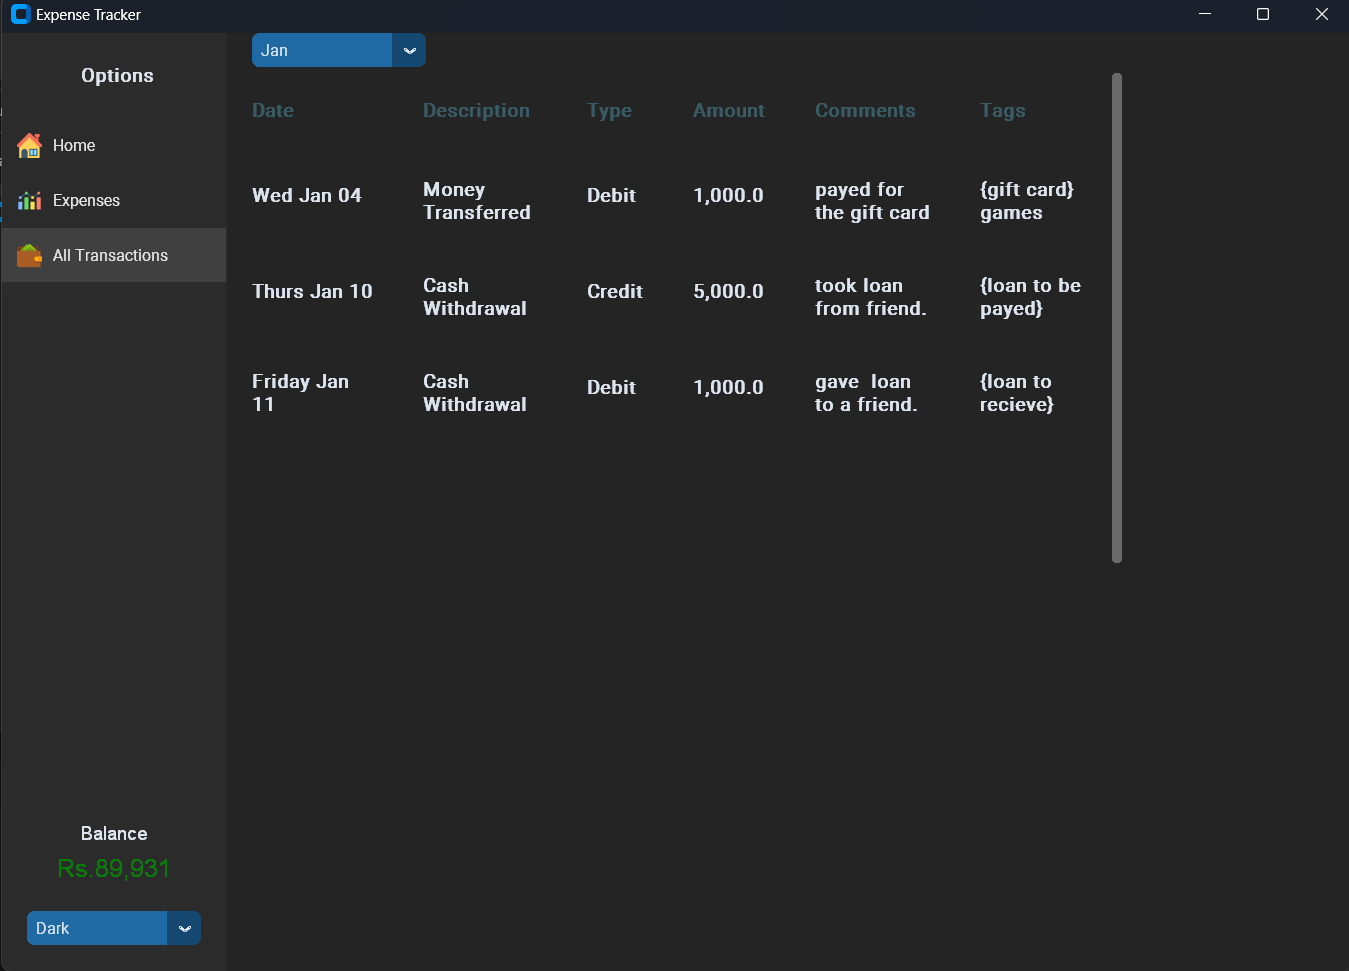 Expense Tracker
Options
Home
Expenses
All Transactions
Balance
Rs.89,931
Dark
Jan
Date Description Type Amount Comments Tags
Wed Jan 04
Money
Transferred
Debit
1,000.0
payed for
the gift card
{gift card}
games
Thurs Jan 10
Cash
Withdrawal
Credit
5,000.0
took loan
from friend.
{loan to be
payed}
Friday Jan
11
Cash
Withdrawal
Debit
1,000.0
gave  loan
to a friend.
{loan to
recieve}